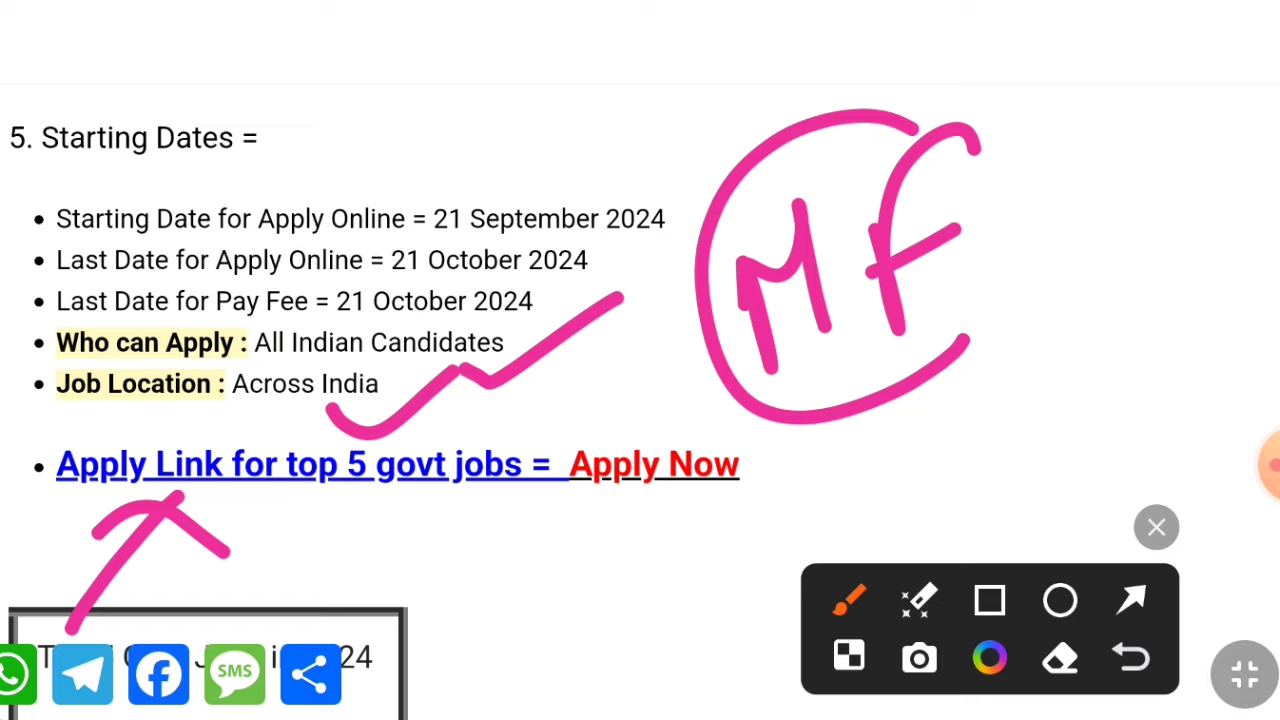 5. Starting Dates =
Starting Date for Apply Online = 21 September 2024
Last Date for Apply Online = 21 October 2024
Last Date for Pay Fee = 21 October 2024
Who can Apply : All Indian Candidates
Job Location : Across India
MF
Apply Link for top 5 govt jobs = Apply Now
24
SMS